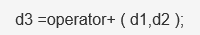 d3 =operator+ ( d1,d2 );